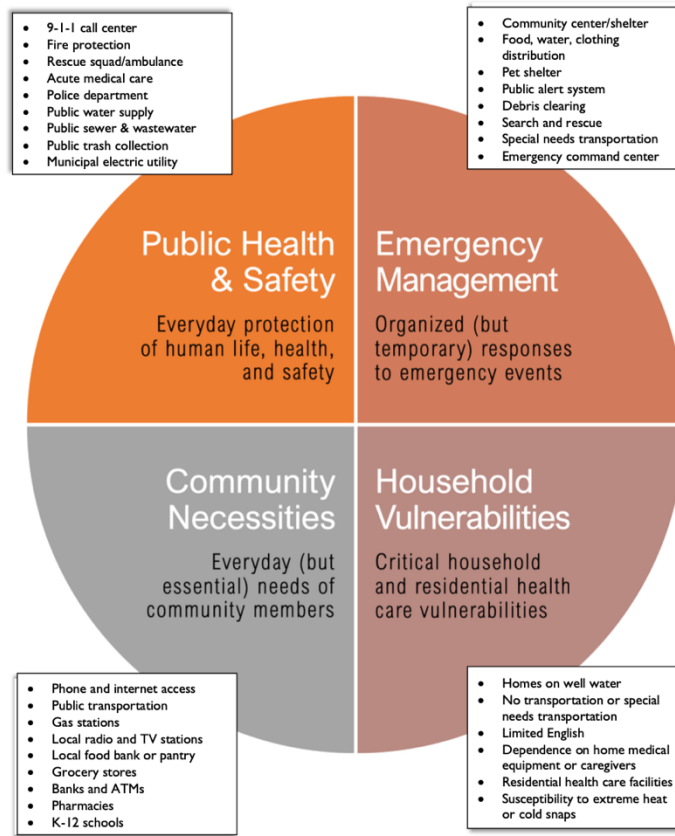 • 9-1-1 call center
• Fire protection
• Rescue squad/ambulance
• Acute medical care
• Police department
• Public water supply
• Public sewer & wastewater
• Public trash collection
• Municipal electric utility
• Community center/shelter
• Food, water, clothing
distribution
• Pet shelter
• Public alert system
• Debris clearing
• Search and rescue
• Special needs transportation
• Emergency command center
Public Health
& Safety
Everyday protection
of human life, health,
and safety
Emergency
Management
Organized (but
temporary) responses
to emergency events
Community
Necessities
Everyday (but
essential) needs of
community members
Household
Vulnerabilities
Critical household
and residential health
care vulnerabilities
• Phone and internet access
• Public transportation
• Gas stations
• Local radio and TV stations
• Local food bank or pantry
• Grocery stores
• Banks and ATMs
• Pharmacies
• K-12 schools
• Homes on well water
• No transportation or special
needs transportation
• Limited English
• Dependence on home medical
equipment or caregivers
• Residential health care facilities
• Susceptibility to extreme heat
or cold snaps